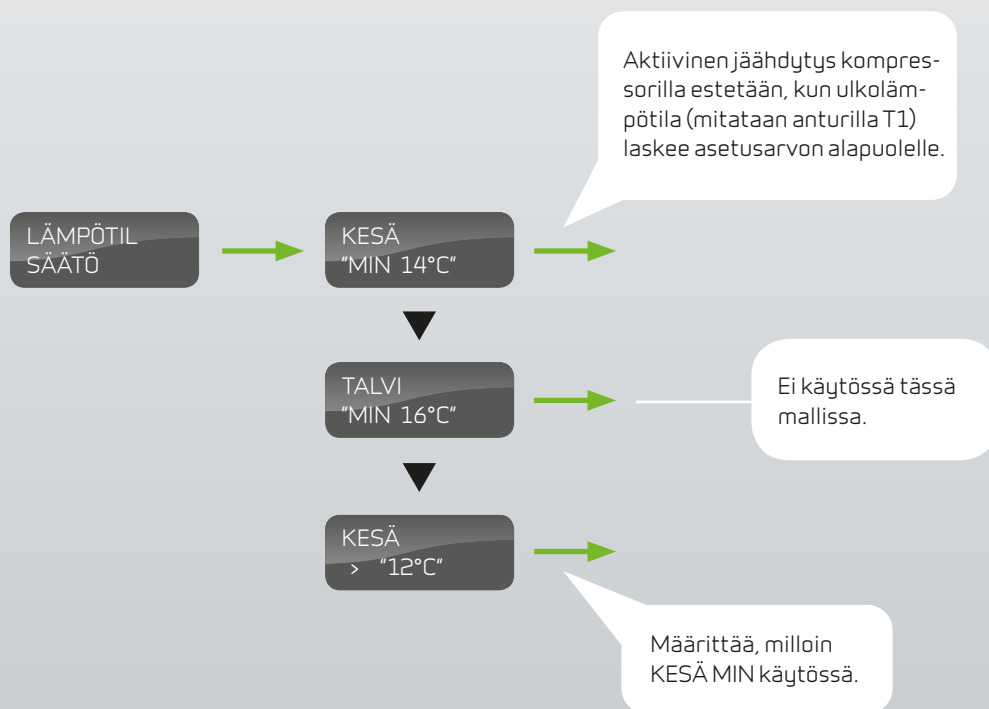 Aktiivinen jäähdytys kompres-
sorilla estetään, kun ulkoläm-
pötila (mitataan anturilla T1)
laskee asetusarvon alapuolelle.
LÄMPÖTIL
SÄÄTÖ
KESÄ
"MIN 14°C"
TALVI
"MIN 16°C"
Ei käytössä tässä
mallissa.
KESÄ
> "12°C"
Määrittää, milloin
KESÄ MIN käytössä.